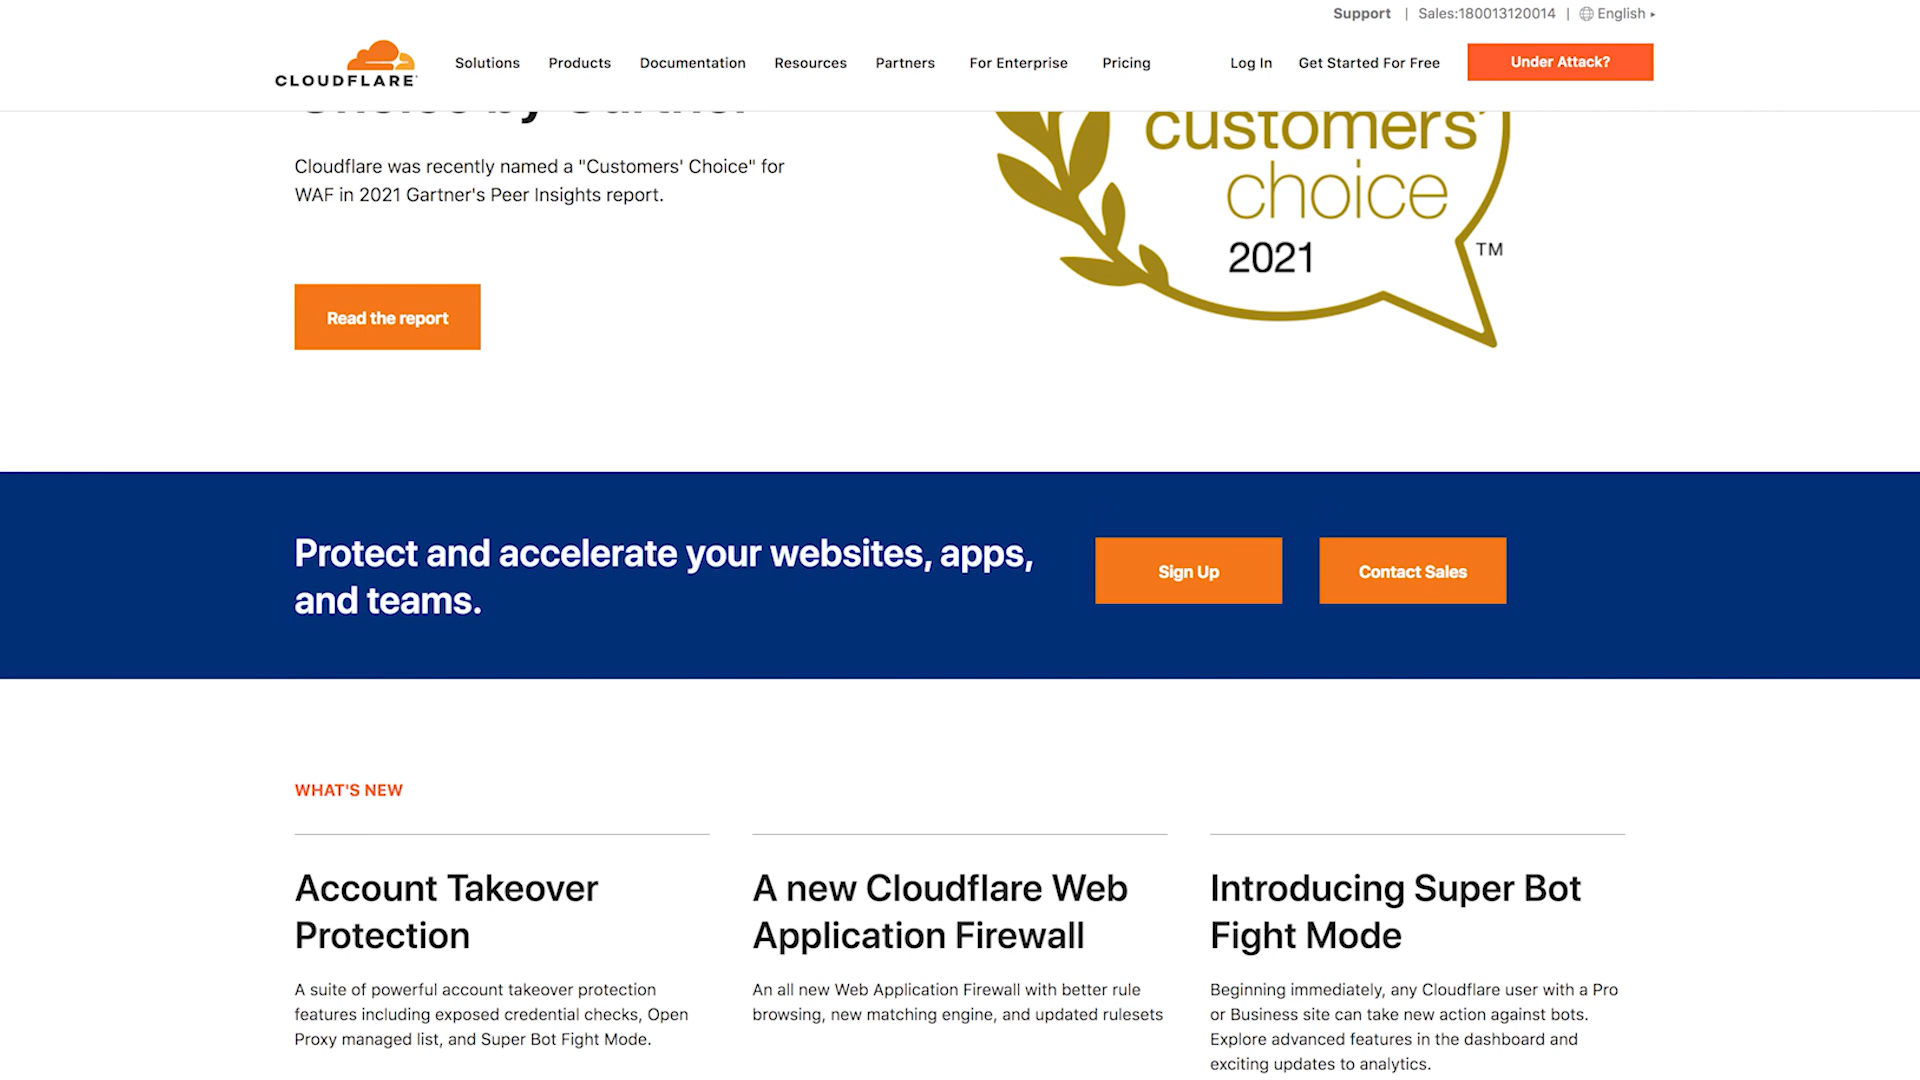 Support | Sales:180013120014 | English ▸
CLOUDFLARE
Solutions Products Documentation Resources Partners For Enterprise Pricing Log In Get Started For Free Under Attack?
Choice by Gartner
Cloudflare was recently named a "Customers' Choice" for
WAF in 2021 Gartner's Peer Insights report.
Read the report
customers'
choice
2021
TM
Protect and accelerate your websites, apps,
and teams.
Sign Up
Contact Sales
WHAT'S NEW
Account Takeover
Protection
A suite of powerful account takeover protection
features including exposed credential checks, Open
Proxy managed list, and Super Bot Fight Mode.
A new Cloudflare Web
Application Firewall
An all new Web Application Firewall with better rule
browsing, new matching engine, and updated rulesets
Introducing Super Bot
Fight Mode
Beginning immediately, any Cloudflare user with a Pro
or Business site can take new action against bots.
Explore advanced features in the dashboard and
exciting updates to analytics.